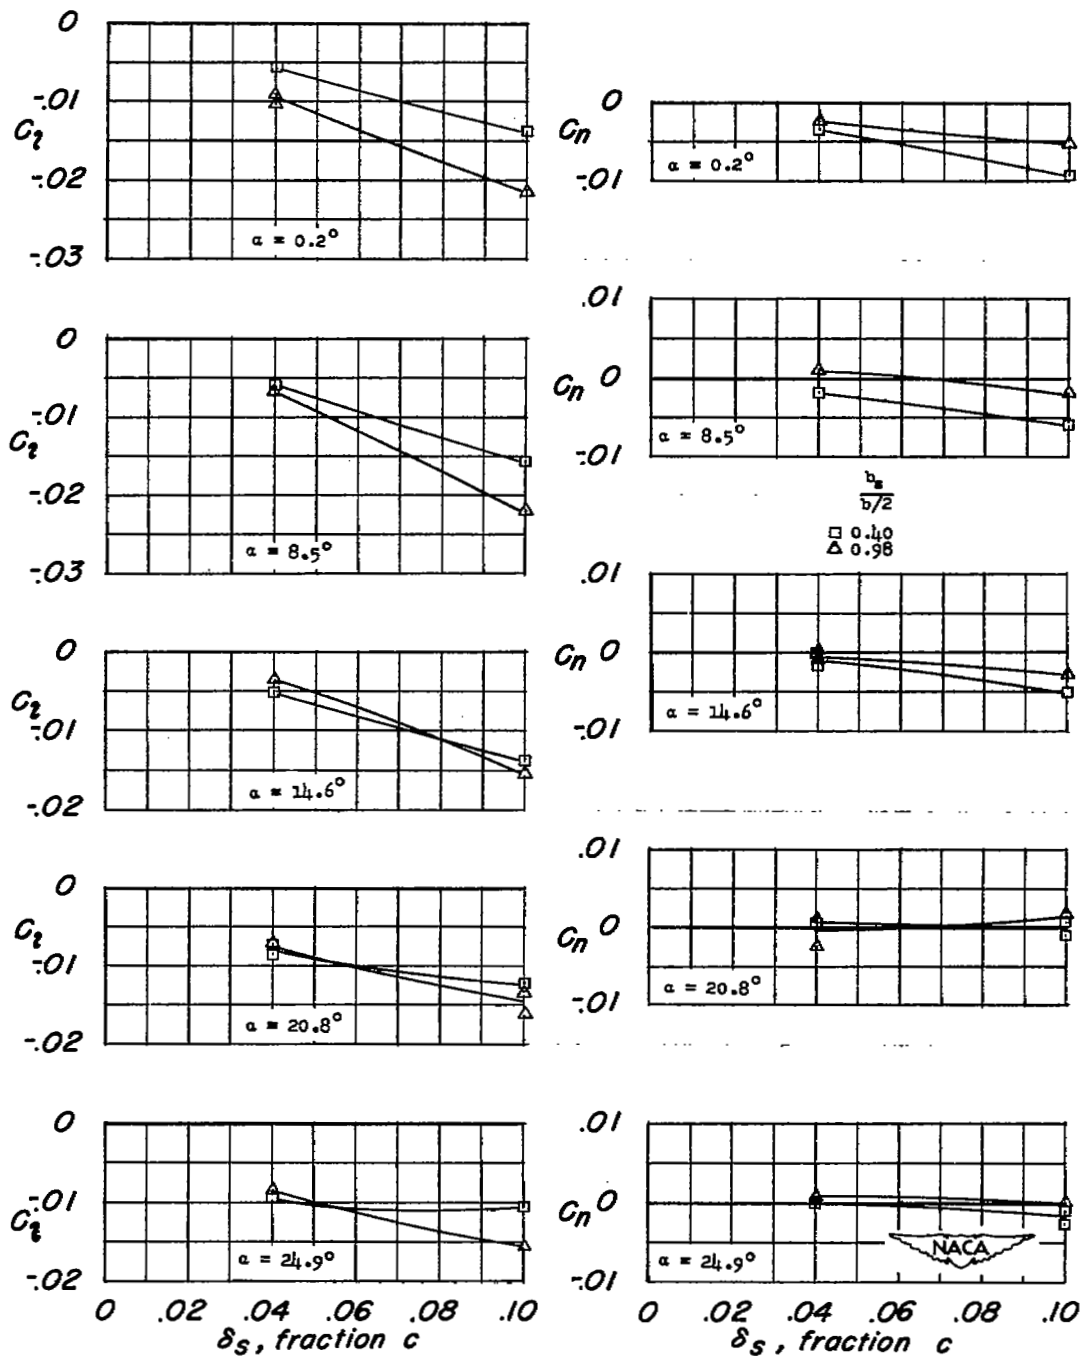 0
-.01
C_l
-.02
α = 0.2°
-.03
0
-.01
C_l
-.02
α = 8.5°
-.03
0
C_l
-.01
α = 14.6°
-.02
0
C_l
-.01
α = 20.8°
-.02
0
C_l
-.01
α = 24.9°
-.02
0 .02 .04 .06 .08 .10
δs, fraction c
0
C_n
α = 0.2°
-.01
.01
C_n 0
α = 8.5°
-.01
b_s
b/2
0.40
0.98
.01
C_n 0
α = 14.6°
-.01
.01
C_n 0
α = 20.8°
-.01
.01
C_n 0
NACA
α = 24.9°
-.01
0 .02 .04 .06 .08 .10
δs, fraction c